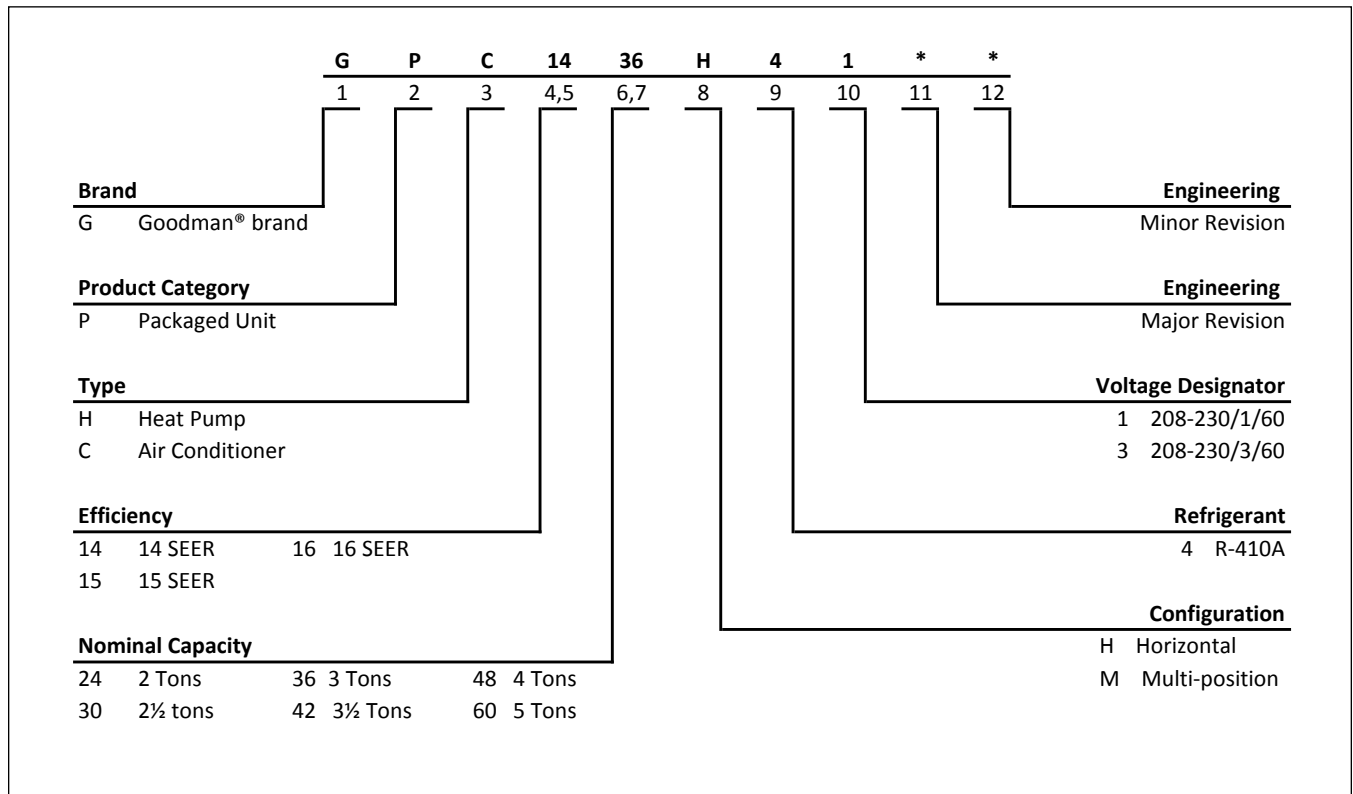 G P C 14 36 H 4 1 * *
1 2 3 4,5 6,7 8 9 10 11 12
Brand
G Goodman® brand
Product Category
P Packaged Unit
Type
H Heat Pump
C Air Conditioner
Efficiency
14 14 SEER 16 16 SEER
15 15 SEER
Nominal Capacity
24 2 Tons 36 3 Tons 48 4 Tons
30 2½ tons 42 3½ Tons 60 5 Tons
Engineering
Minor Revision
Engineering
Major Revision
Voltage Designator
1 208-230/1/60
3 208-230/3/60
Refrigerant
4 R-410A
Configuration
H Horizontal
M Multi-position